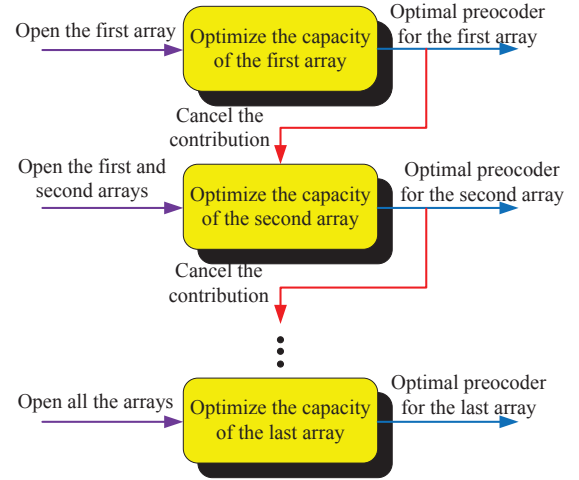 Open the first array
Optimize the capacity
of the first array
Optimal preocoder
for the first array
Cancel the
contribution
Open the first and
second arrays
Optimize the capacity
of the second array
Optimal preocoder
for the second array
Cancel the
contribution
Open all the arrays
Optimize the capacity
of the last array
Optimal preocoder
for the last array